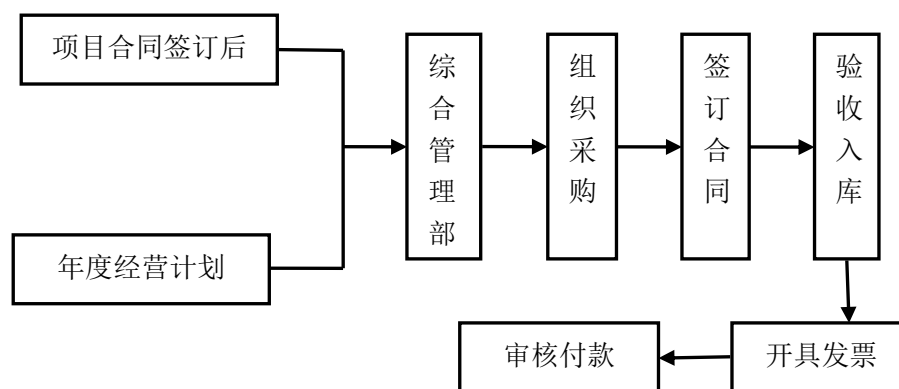 项目合同签订后
年度经营计划
综合管理部
组织采购
签订合同
验收入库
开具发票
审核付款